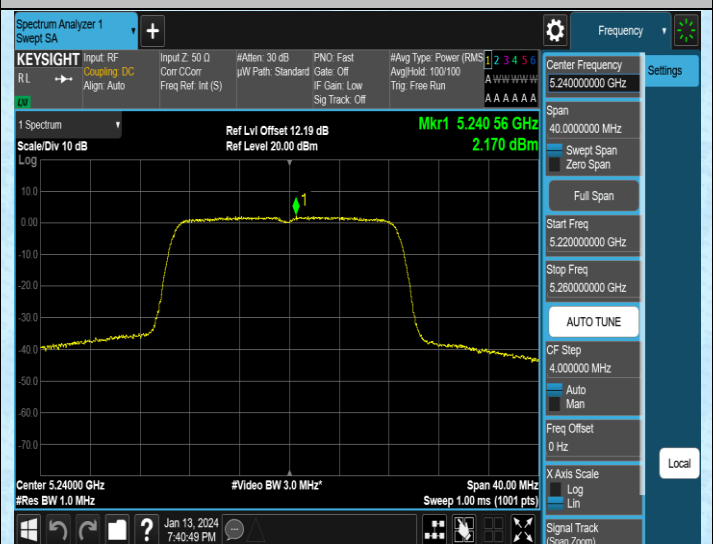 Spectrum Analyzer 1
Swept SA
+
Frequency
KEYSIGHT
Input: RF
Coupling: DC
Align: Auto
Input Z: 50 Ω
Corr CCorr
Freq Ref: Int (S)
#Atten: 30 dB
µW Path: Standard
PNO: Fast
Gate: Off
IF Gain: Low
Sig Track: Off
#Avg Type: Power (RMS
Avg|Hold: 100/100
Trig: Free Run
1 2 3 4 5 6
A W W W W W
A A A A A A
RL
LXI
Center Frequency
5.240000000 GHz
Settings
Span
40.0000000 MHz
Swept Span
Zero Span
Full Span
Start Freq
5.220000000 GHz
Stop Freq
5.260000000 GHz
AUTO TUNE
CF Step
4.000000 MHz
Auto
Man
Freq Offset
0 Hz
X Axis Scale
Log
Lin
Signal Track
(Span Zoom)
Local
1 Spectrum
Scale/Div 10 dB
Ref Lvl Offset 12.19 dB
Ref Level 20.00 dBm
Mkr1 5.240 56 GHz
2.170 dBm
Log
1
10.0
0.00
-10.0
-20.0
-30.0
-40.0
-50.0
-60.0
-70.0
Center 5.24000 GHz
#Res BW 1.0 MHz
#Video BW 3.0 MHz*
Span 40.00 MHz
Sweep 1.00 ms (1001 pts)
?
Jan 13, 2024
7:40:49 PM